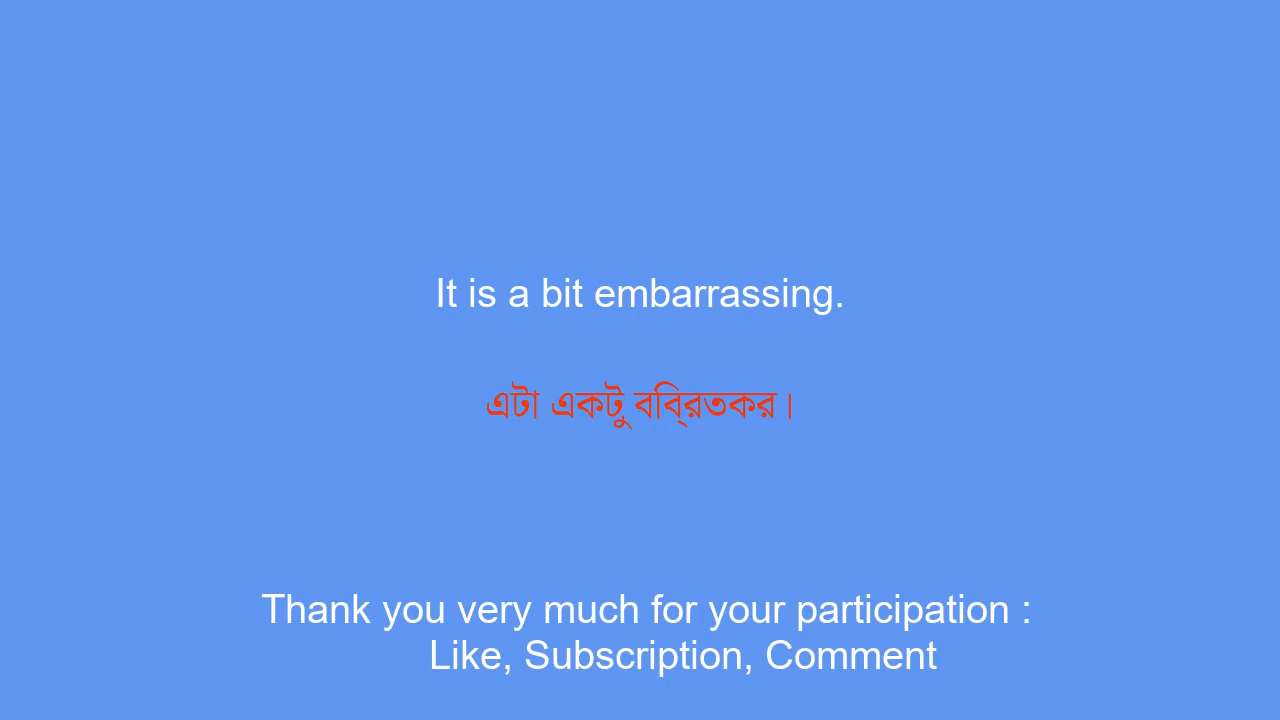 It is a bit embarrassing.
এটা একটু বিব্রতকর।
Thank you very much for your participation :
Like, Subscription, Comment